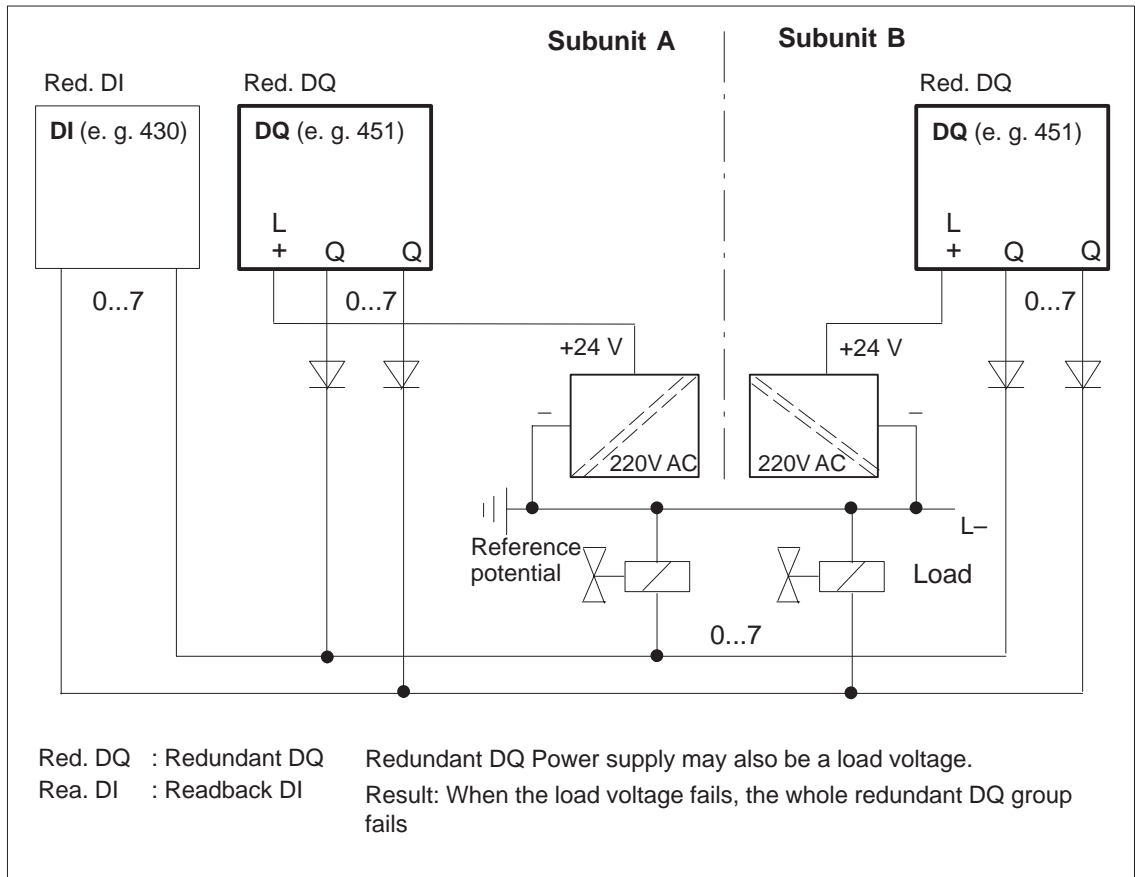 Subunit A
Subunit B
Red. DI
Red. DQ
Red. DQ
DI (e. g. 430)
DQ (e. g. 451)
DQ (e. g. 451)
L
+
Q
Q
L
+
Q
Q
0...7
0...7
0...7
+24 V
+24 V
–
–
220V AC
220V AC
L–
Reference
potential
Load
0...7
Red. DQ : Redundant DQ
Redundant DQ Power supply may also be a load voltage.
Rea. DI : Readback DI
Result: When the load voltage fails, the whole redundant DQ group
fails